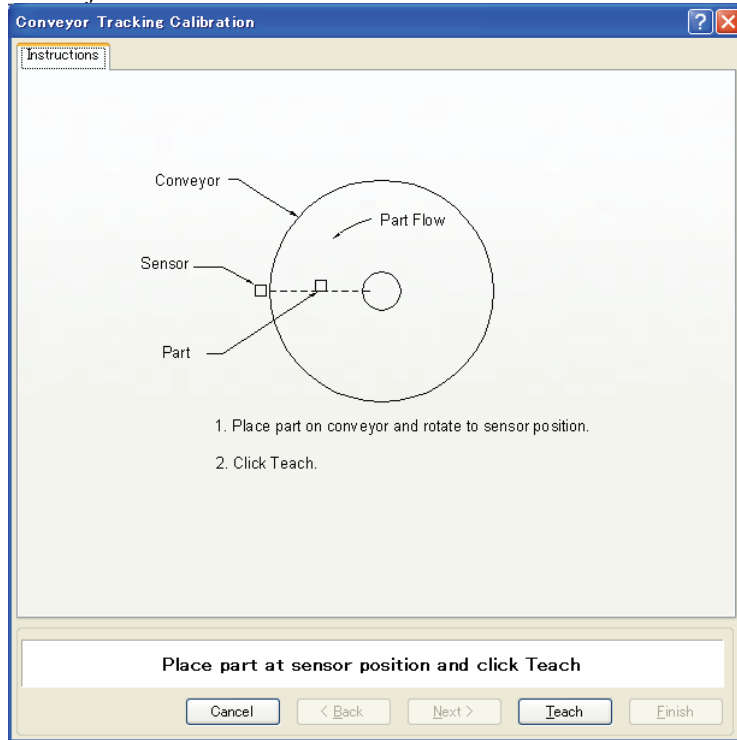 Conveyor Tracking Calibration
Instructions
Conveyor
Part Flow
Sensor
Part
1. Place part on conveyor and rotate to sensor position.
2. Click Teach.
Place part at sensor position and click Teach
Cancel
< Back
Next >
Teach
Finish